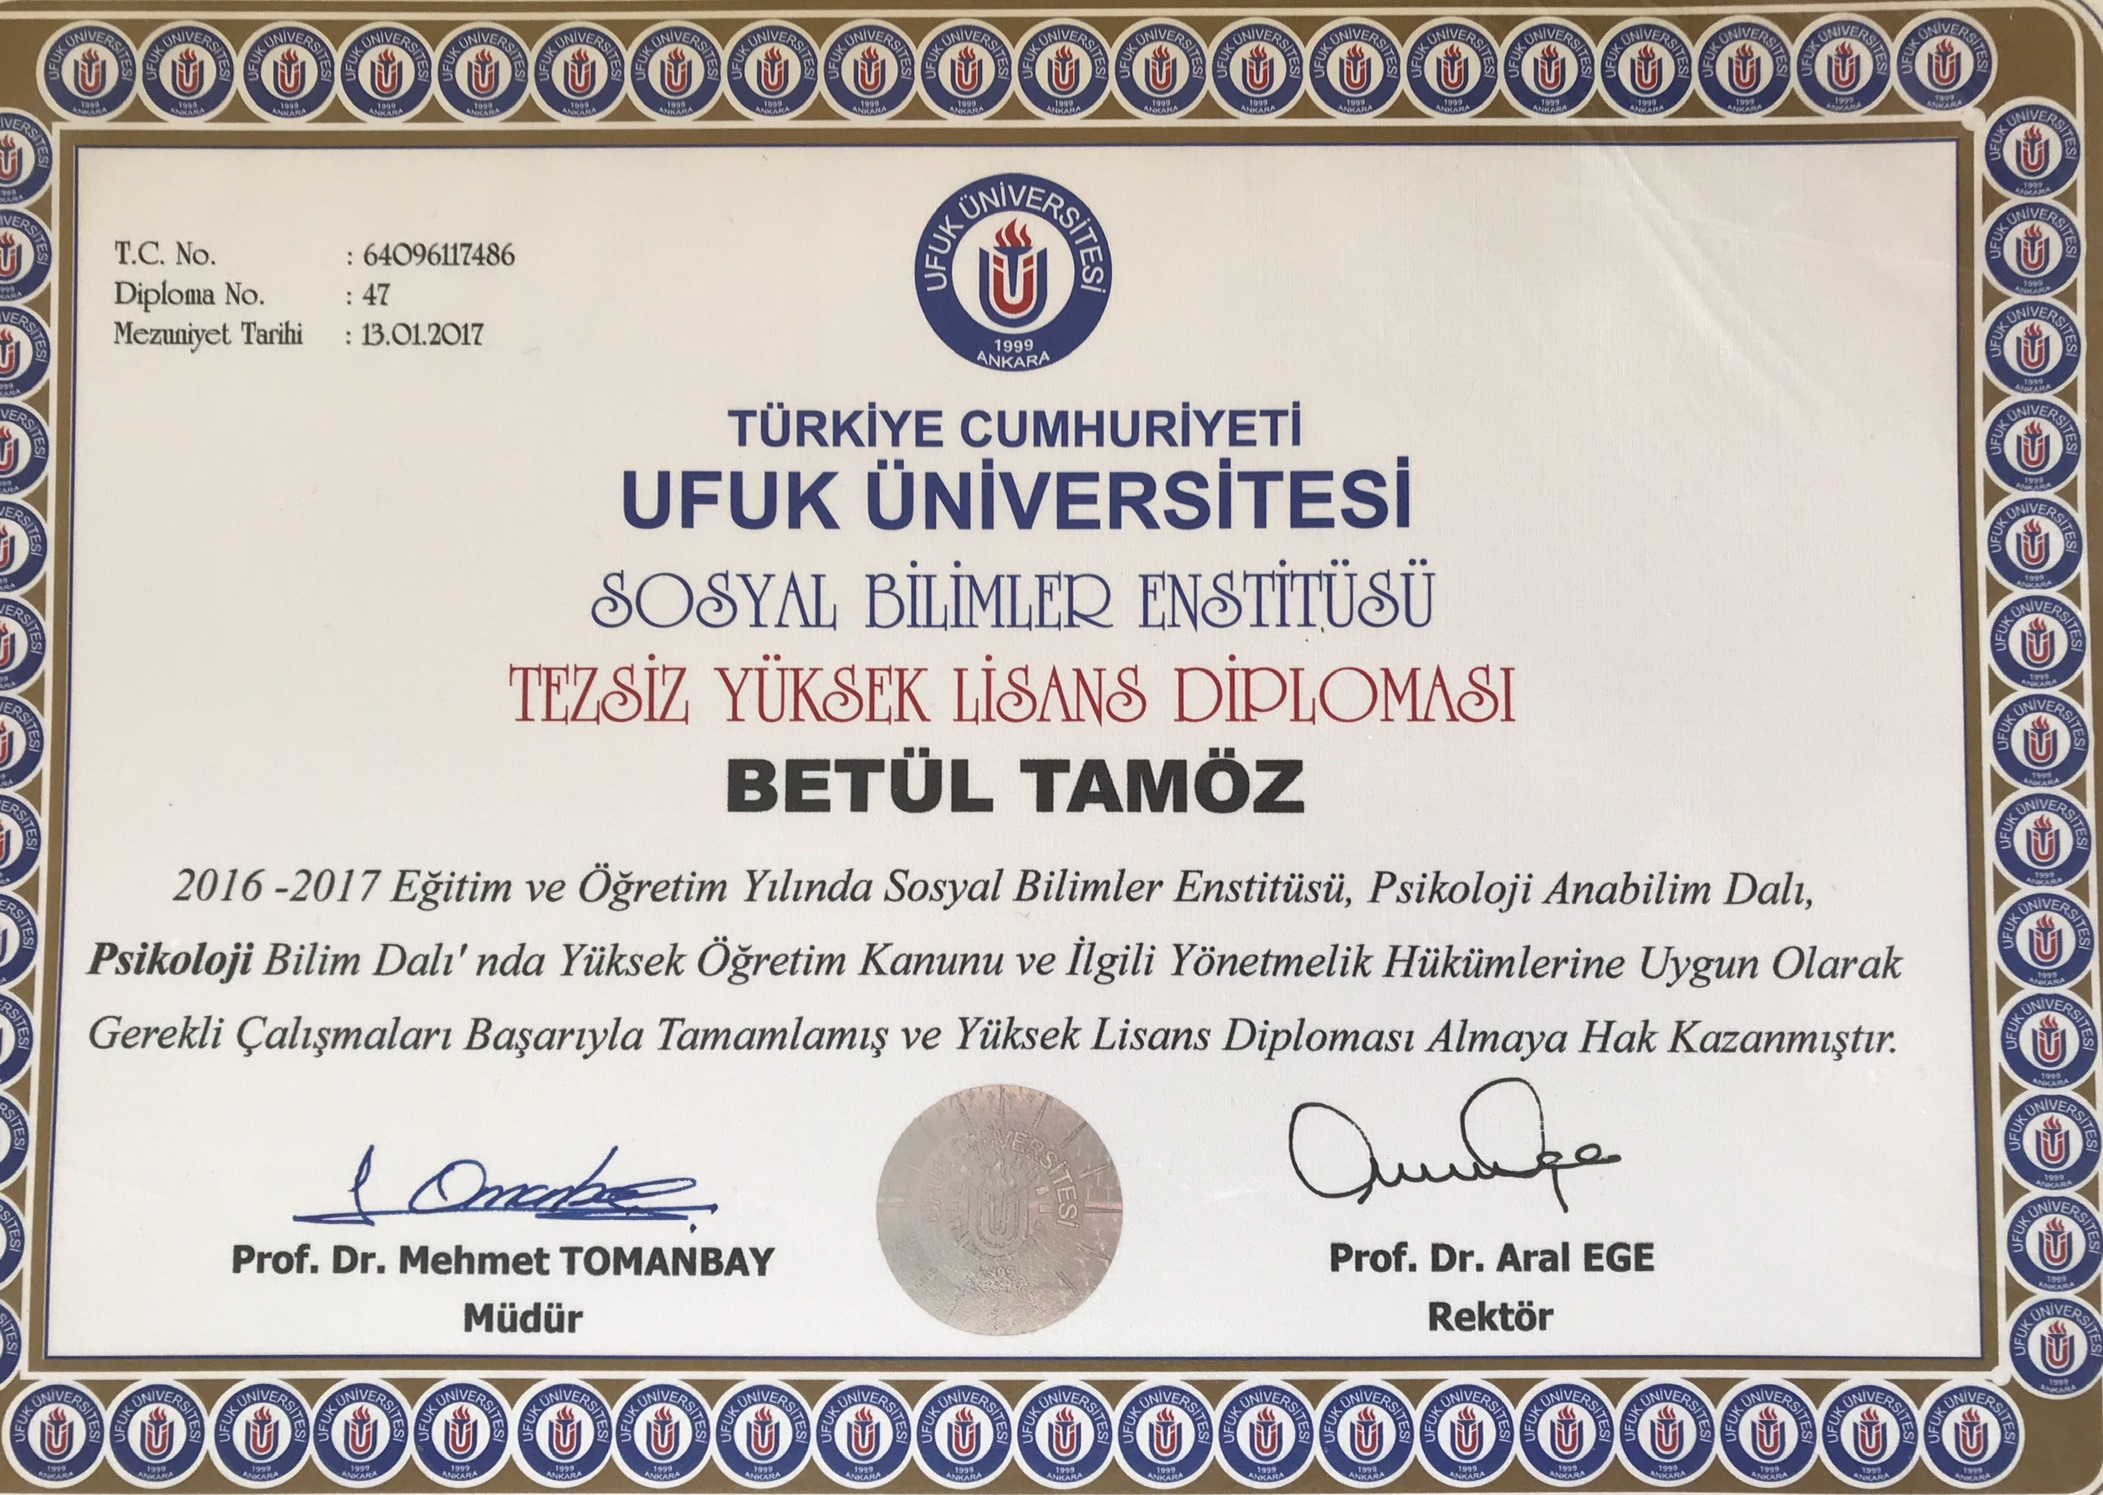 T.C. No. : 64096117486
Diploma No. : 47
Mezuniyet Tarihi : 13.01.2017
UFUK ÜNİVERSİTESİ
1999
ANKARA
TÜRKİYE CUMHURİYETİ
UFUK ÜNİVERSİTESİ
SOSYAL BİLİMLER ENSTİTÜSÜ
TEZSİZ YÜKSEK LİSANS DİPLOMASI
BETÜL TAMÖZ
2016 -2017 Eğitim ve Öğretim Yılında Sosyal Bilimler Enstitüsü, Psikoloji Anabilim Dalı,
Psikoloji Bilim Dalı' nda Yüksek Öğretim Kanunu ve İlgili Yönetmelik Hükümlerine Uygun Olarak
Gerekli Çalışmaları Başarıyla Tamamlamış ve Yüksek Lisans Diploması Almaya Hak Kazanmıştır.
Prof. Dr. Mehmet TOMANBAY
Müdür
Prof. Dr. Aral EGE
Rektör